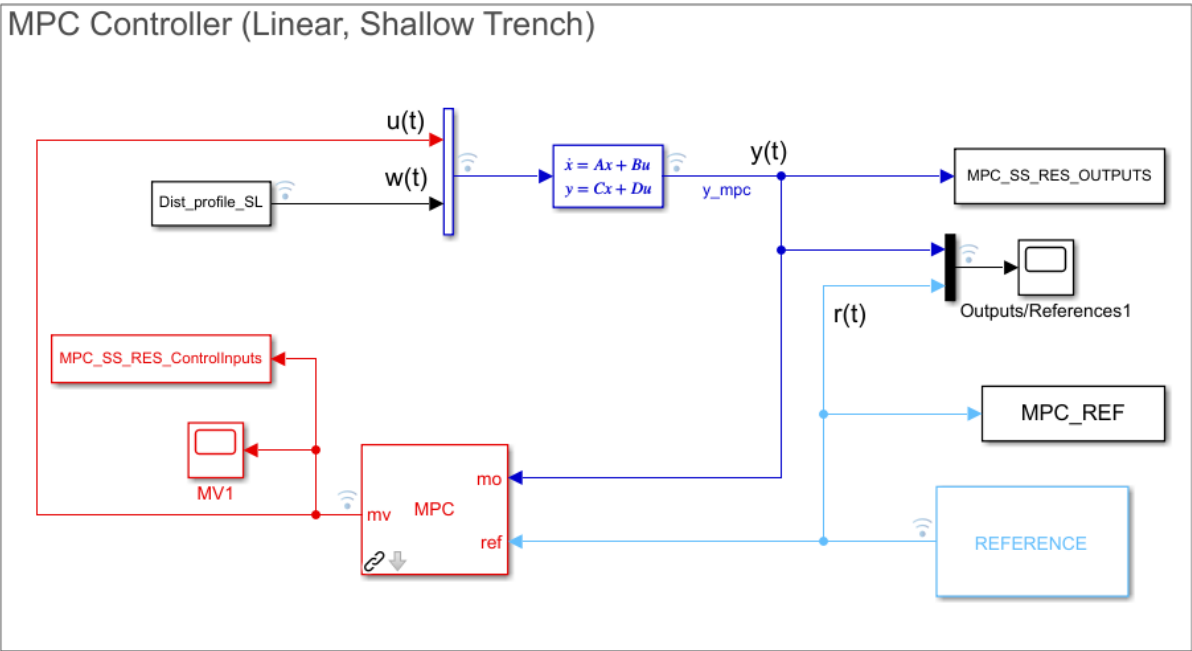 MPC Controller (Linear, Shallow Trench)
u(t)
w(t)
Dist_profile_SL
ẋ = Ax + Bu
y = Cx + Du
y(t)
y_mpc
MPC_SS_RES_OUTPUTS
r(t)
Outputs/References1
MPC_SS_RES_ControlInputs
MPC_REF
MV1
mo
mv
MPC
ref
REFERENCE